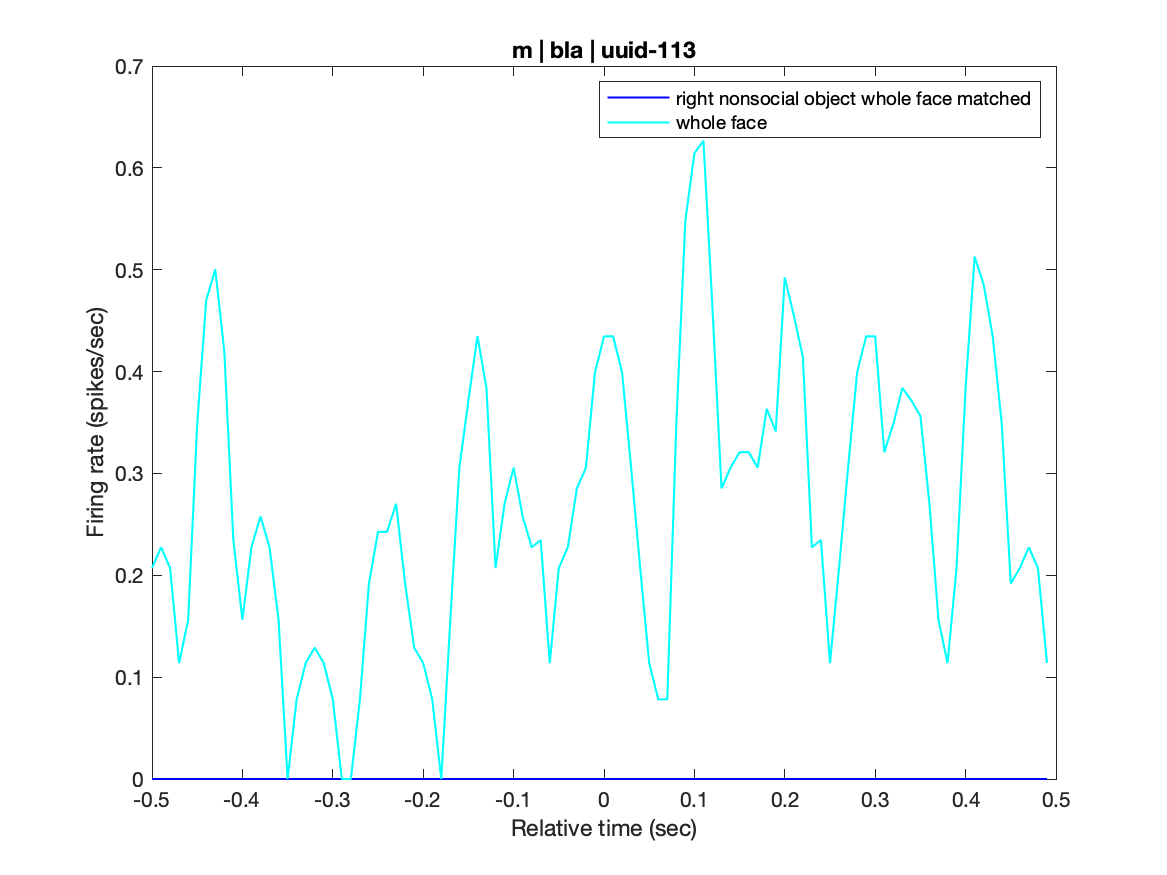 m | bla | uuid-113
0.7
right nonsocial object whole face matched
whole face
0.6
0.5
0.4
0.3
0.2
0.1
0
Firing rate (spikes/sec)
-0.5 -0.4 -0.3 -0.2 -0.1 0 0.1 0.2 0.3 0.4 0.5
Relative time (sec)